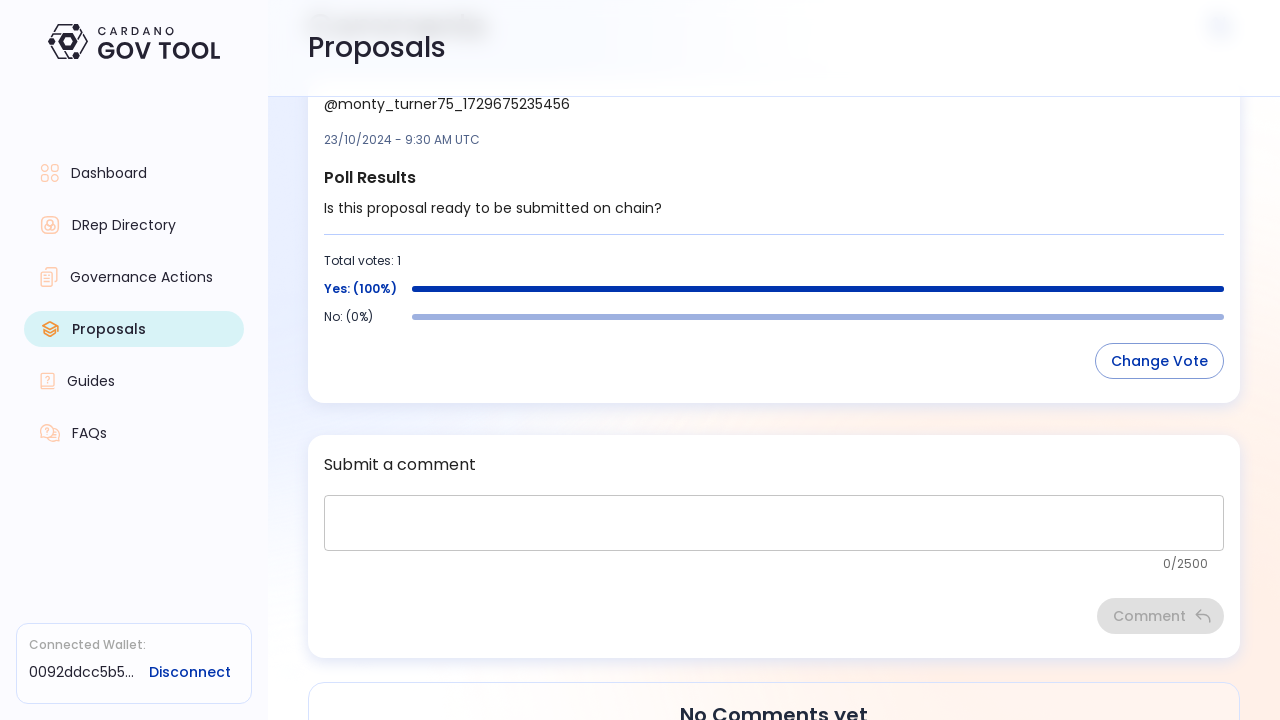 CARDANO
GOV TOOL
Dashboard
DRep Directory
Governance Actions
Proposals
Guides
FAQs
Connected Wallet:
0092ddcc5b5...
Disconnect
Proposals
@monty_turner75_1729675235456
23/10/2024 - 9:30 AM UTC
Poll Results
Is this proposal ready to be submitted on chain?
Total votes: 1
Yes: (100%)
No: (0%)
Change Vote
Submit a comment
0/2500
Comment
No Comments yet